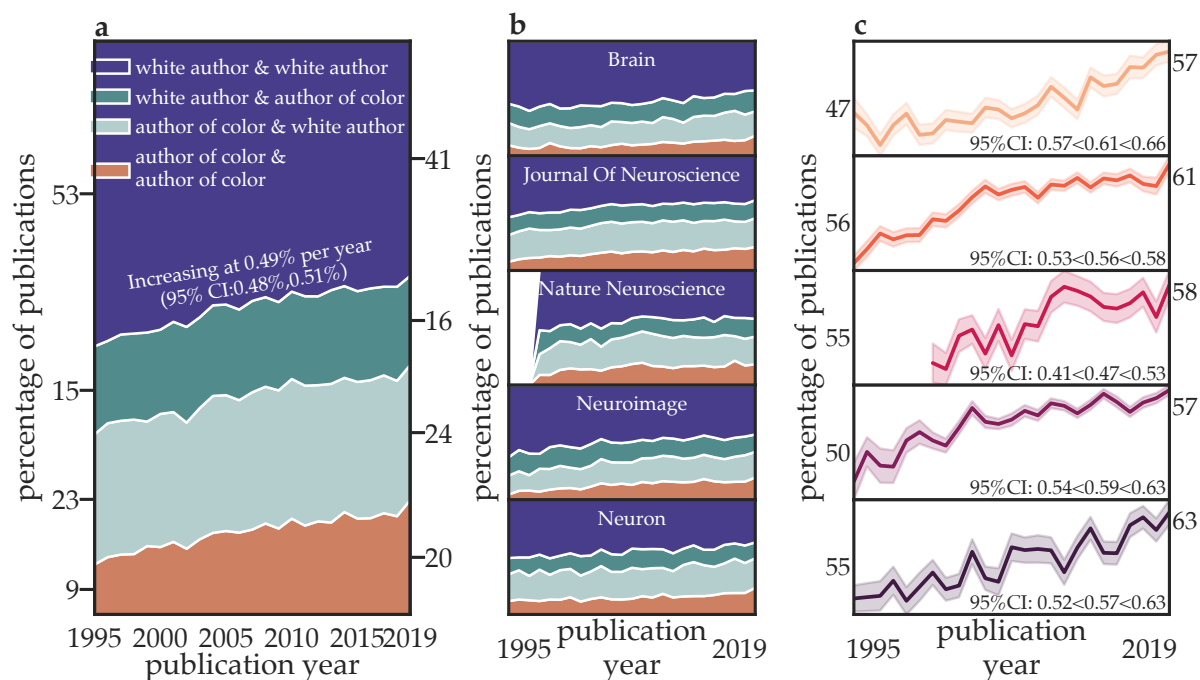 a
white author & white author
white author & author of color
author of color & white author
author of color &
author of color
Increasing at 0.49% per year
(95% CI:0.48%,0.51%)
percentage of publications
53
15
23
9
41
16
24
20
1995 2000 2005 2010 2015 2019
publication year
b
percentage of publications
Brain
Journal Of Neuroscience
Nature Neuroscience
Neuroimage
Neuron
1995 2019
publication
year
c
percentage of publications
47
57
95%CI: 0.57<0.61<0.66
56
61
95%CI: 0.53<0.56<0.58
55
58
95%CI: 0.41<0.47<0.53
50
57
95%CI: 0.54<0.59<0.63
55
63
95%CI: 0.52<0.57<0.63
1995 2019
publication
year